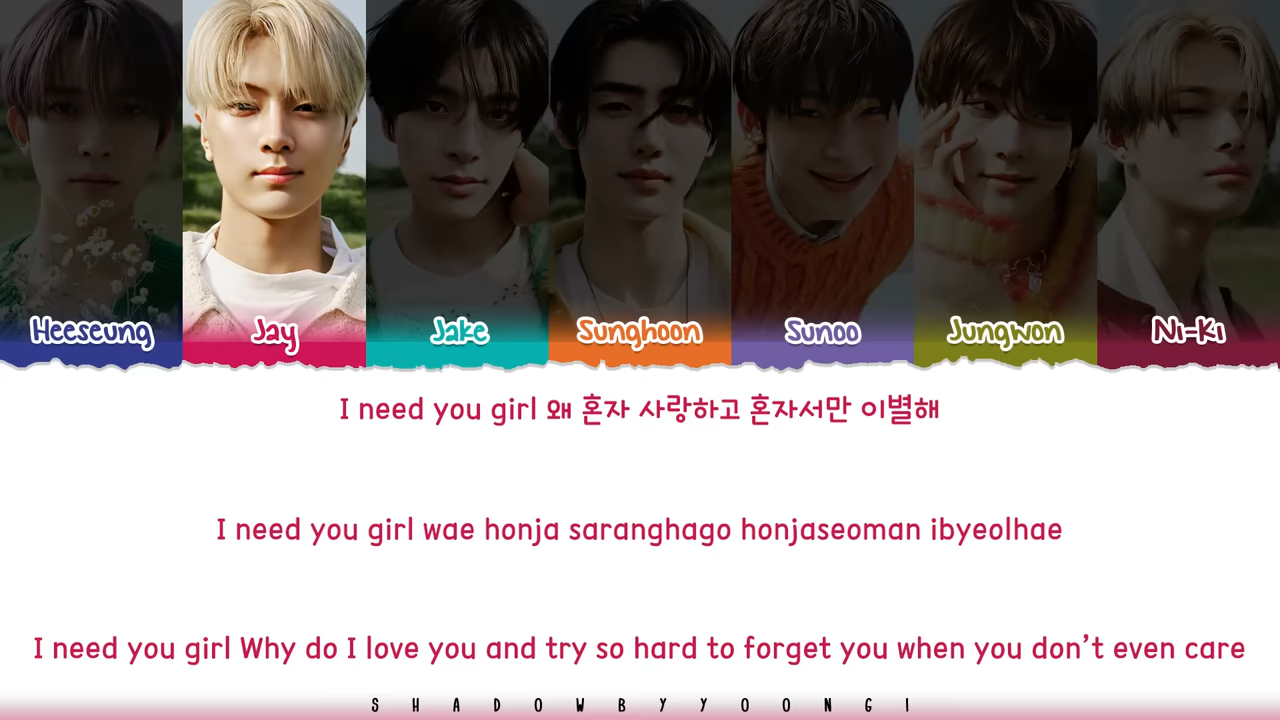 Heeseung Jay Jake Sunghoon Sunoo Jungwon Ni-Ki
I need you girl 왜 혼자 사랑하고 혼자서만 이별해
I need you girl wae honja saranghago honjaseoman ibyeolhae
I need you girl Why do I love you and try so hard to forget you when you don't even care
SHADOWBYYOONGI